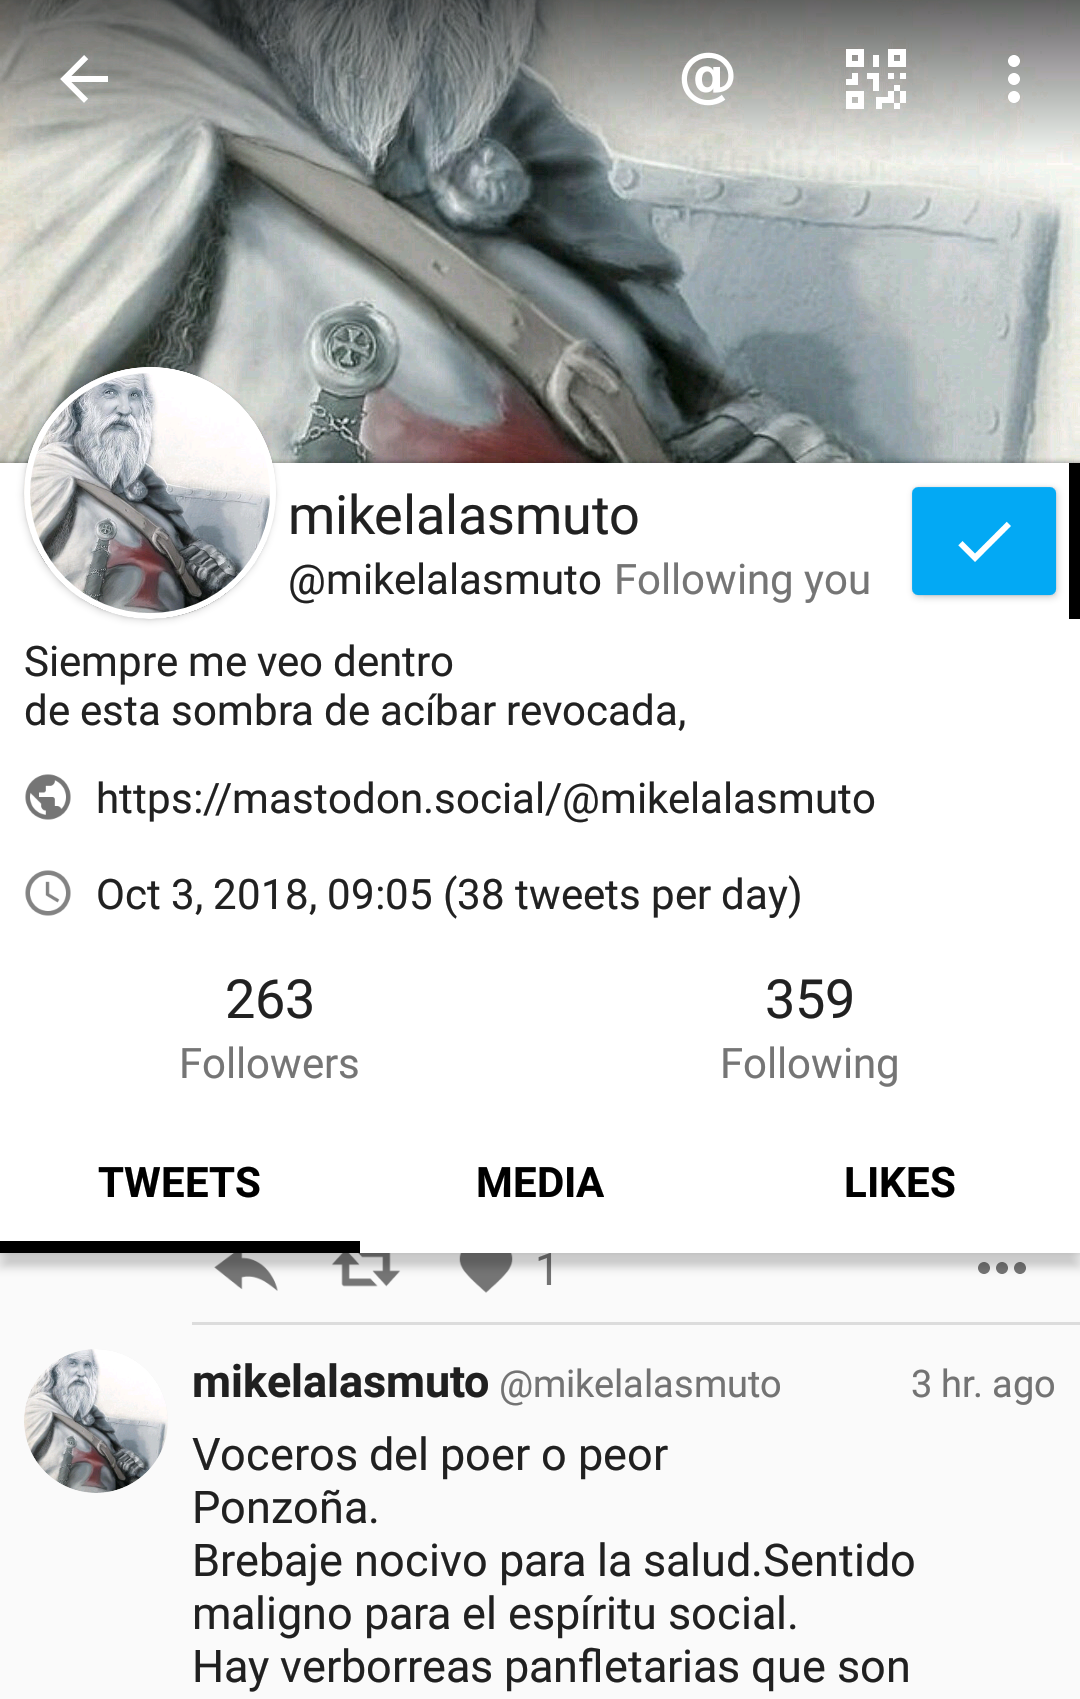 mikelalasmuto
@mikelalasmuto Following you
Siempre me veo dentro
de esta sombra de acíbar revocada,
https://mastodon.social/@mikelalasmuto
Oct 3, 2018, 09:05 (38 tweets per day)
263 359
Followers Following
TWEETS MEDIA LIKES
1
mikelalasmuto @mikelalasmuto 3 hr. ago
Voceros del poer o peor
Ponzoña.
Brebaje nocivo para la salud.Sentido
maligno para el espíritu social.
Hay verborreas panfletarias que son